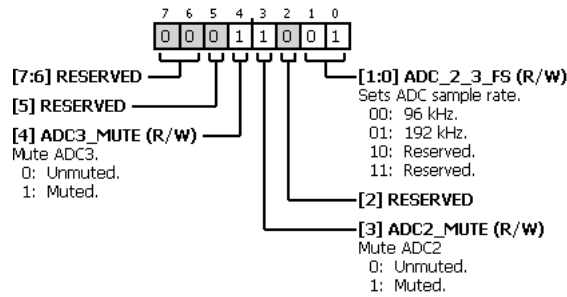 7 6 5 4 3 2 1 0
0 0 0 1 1 0 0 1
[7:6] RESERVED
[5] RESERVED
[4] ADC3_MUTE (R/W)
Mute ADC3.
0: Unmuted.
1: Muted.
[1:0] ADC_2_3_FS (R/W)
Sets ADC sample rate.
00: 96 kHz.
01: 192 kHz.
10: Reserved.
11: Reserved.
[2] RESERVED
[3] ADC2_MUTE (R/W)
Mute ADC2
0: Unmuted.
1: Muted.